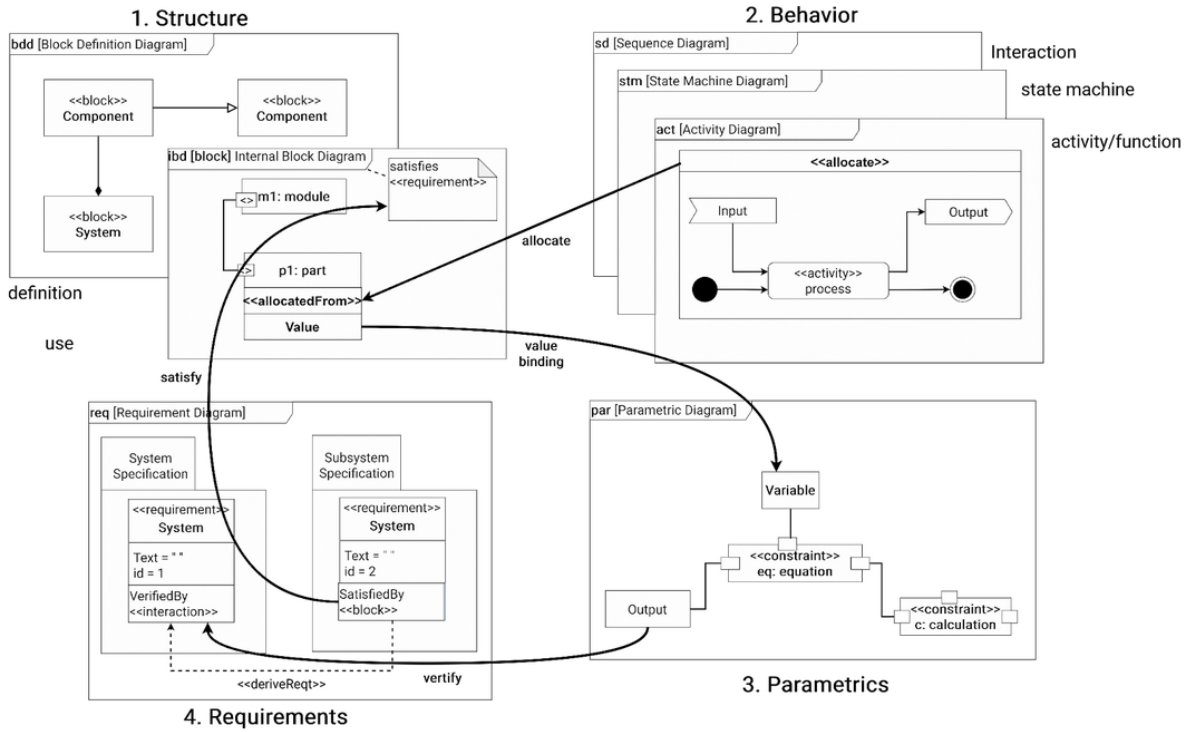 1. Structure
bdd [Block Definition Diagram]
<<block>>
Component
<<block>>
Component
<<block>>
System
ibd [block] Internal Block Diagram
satisfies
<<requirement>>
<>
m1: module
<>
p1: part
<<allocatedFrom>>
Value
definition
use
2. Behavior
sd [Sequence Diagram]
Interaction
stm [State Machine Diagram]
state machine
act [Activity Diagram]
activity/function
<<allocate>>
Input
Output
<<activity>>
process
allocate
value
binding
satisfy
req [Requirement Diagram]
System
Specification
<<requirement>>
System
Text = " "
id = 1
VerifiedBy
<<interaction>>
Subsystem
Specification
<<requirement>>
System
Text = " "
id = 2
SatisfiedBy
<<block>>
<<deriveReqt>>
vertify
4. Requirements
par [Parametric Diagram]
Variable
<<constraint>>
eq: equation
Output
<<constraint>>
c: calculation
3. Parametrics